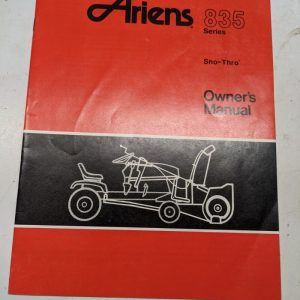 Ariens 835
Series
Sno-Thro
Owner's
Manual